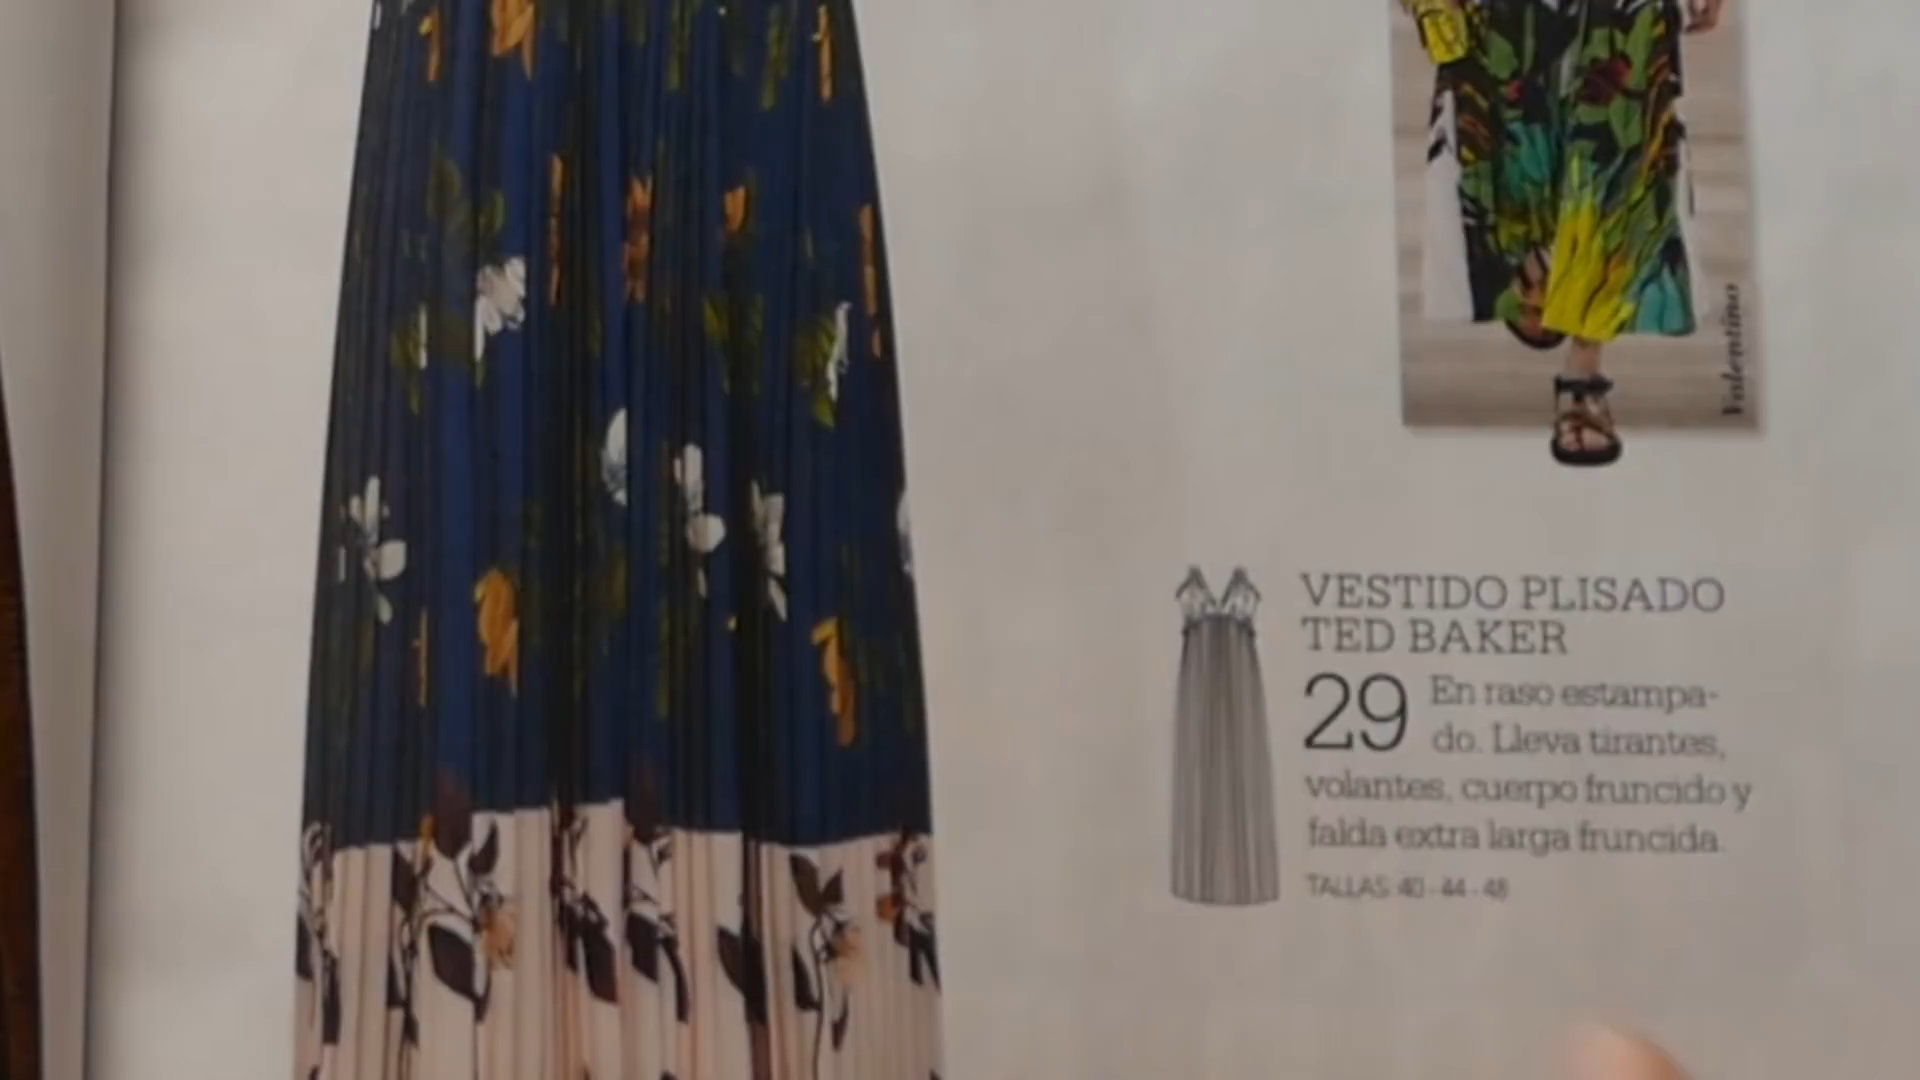 Valentino
VESTIDO PLISADO
TED BAKER
29 En raso estampa-
do. Lleva tirantes,
volantes, cuerpo fruncido y
falda extra larga fruncida.
TALLAS: 40 - 44 - 48